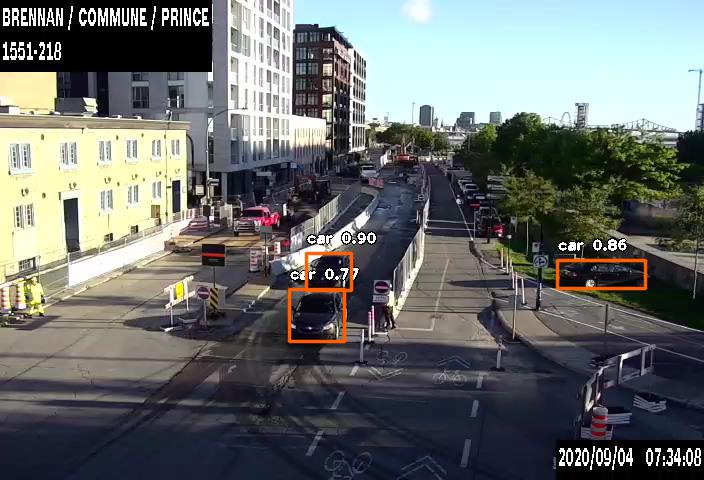 BRENNAN / COMMUNE / PRINCE
1551-218
car 0.90
car 0.77
car 0.86
2020/09/04 07:34:08